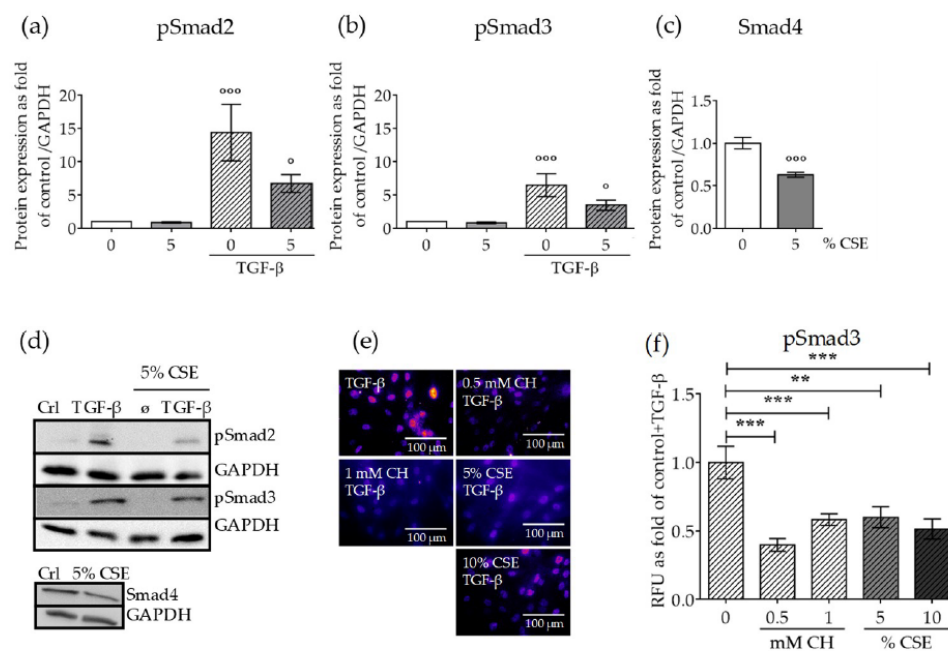 (a)
pSmad2
Protein expression as fold
of control /GAPDH
20
15
10
5
0
°°°
°
0
5
0
5
TGF-β
(b)
pSmad3
Protein expression as fold
of control /GAPDH
20
15
10
5
0
°°°
°
0
5
0
5
TGF-β
(c)
Smad4
Protein expression as fold
of control /GAPDH
1.5
1.0
0.5
0.0
°°°
0
5
% CSE
(d)
5% CSE
Crl TGF-β ø TGF-β
pSmad2
GAPDH
pSmad3
GAPDH
Crl 5% CSE
Smad4
GAPDH
(e)
TGF-β
100 μm
0.5 mM CH
TGF-β
100 μm
1 mM CH
TGF-β
100 μm
5% CSE
TGF-β
100 μm
10% CSE
TGF-β
100 μm
(f)
pSmad3
***
**
***
***
RFU as fold of control+TGF-β
1.5
1.0
0.5
0.0
0
0.5
1
5
10
mM CH
% CSE